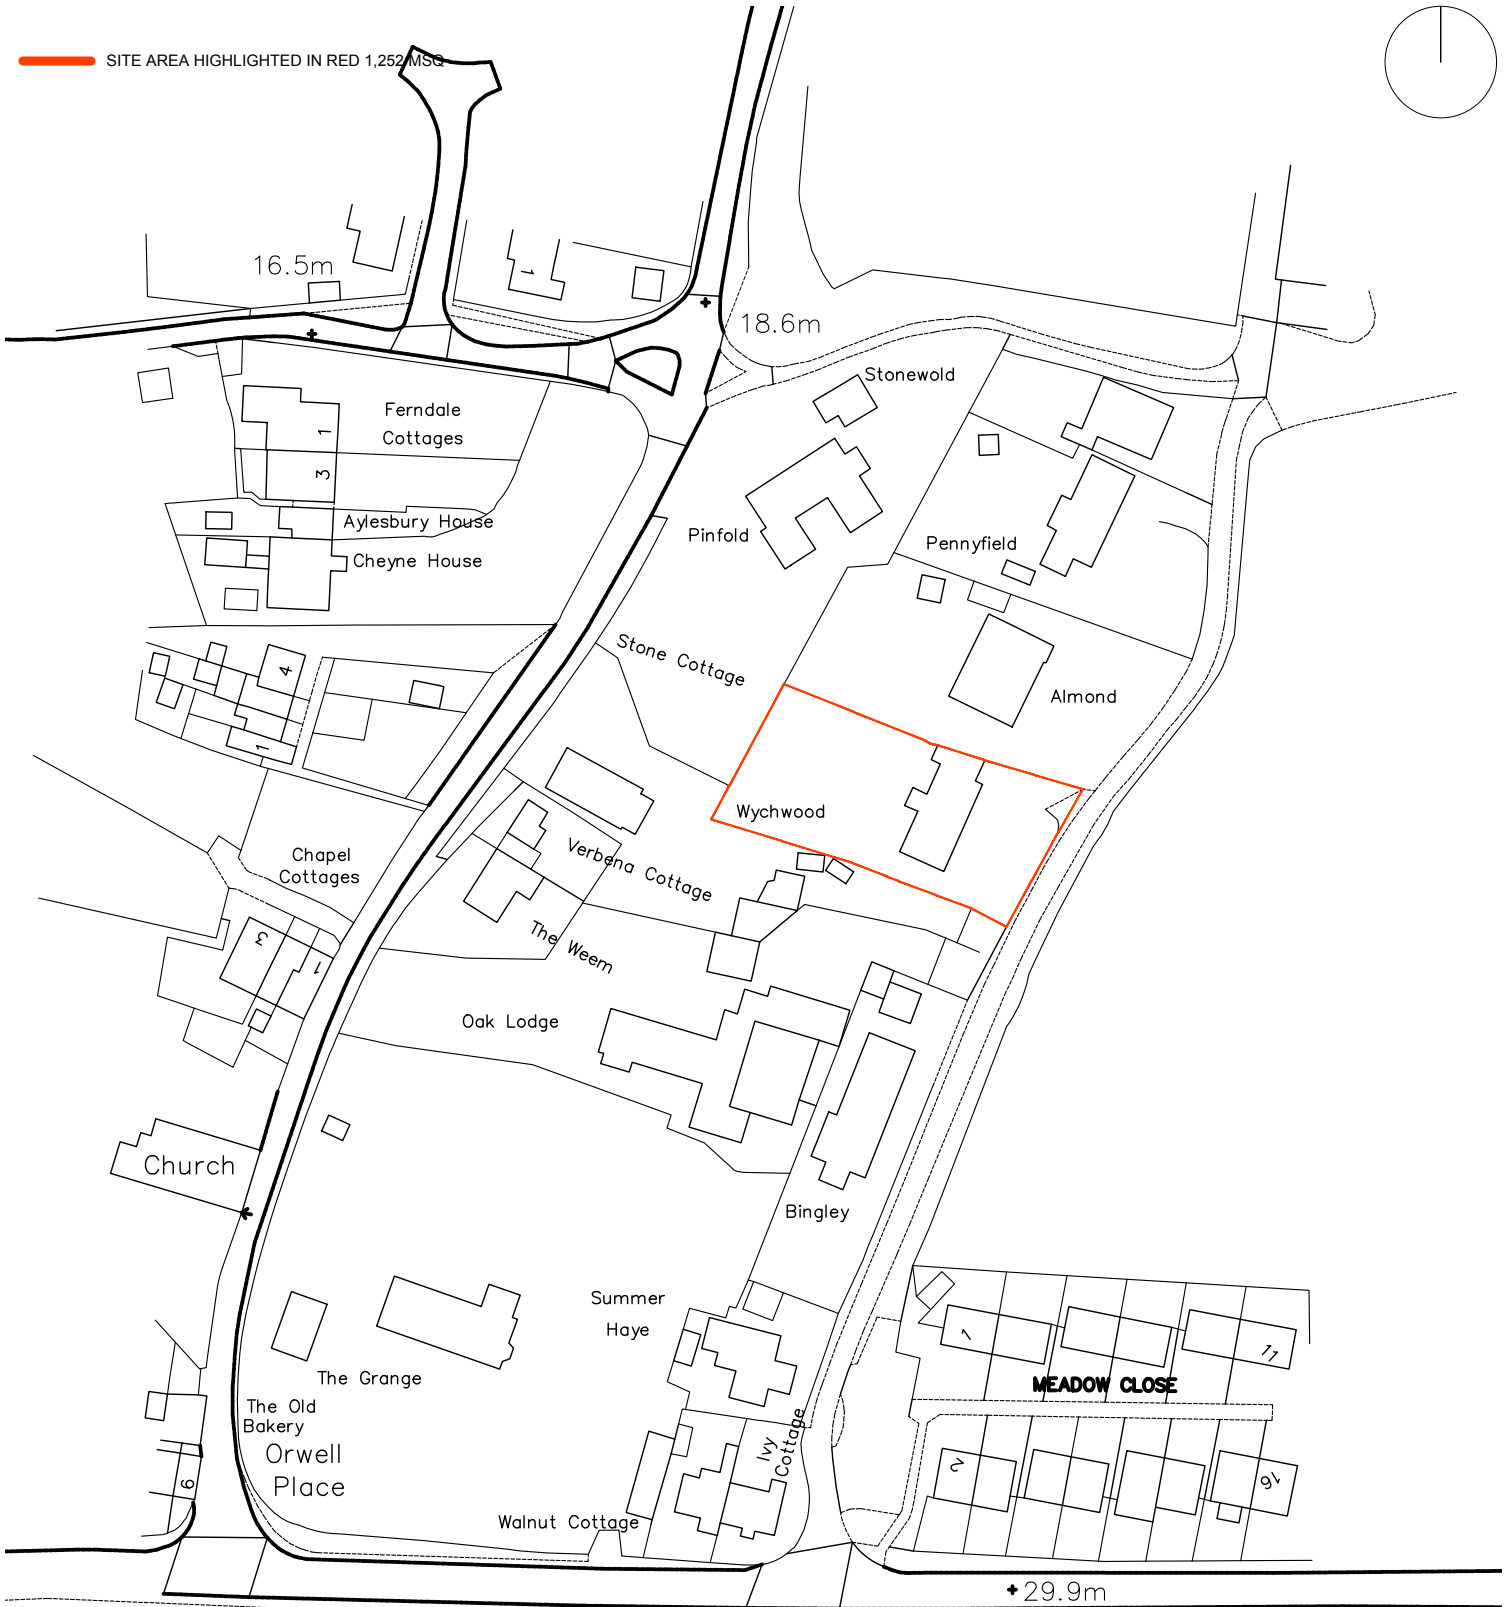 SITE AREA HIGHLIGHTED IN RED 1,252 MSQ
16.5m
1
18.6m
Stonewold
Ferndale
Cottages
1
3
Aylesbury House
Cheyne House
Pinfold
Pennyfield
Stone Cottage
4
1
Almond
Wychwood
Chapel
Cottages
Verbena Cottage
The Weem
3
1
Oak Lodge
Church
Bingley
Summer
Haye
1
11
MEADOW CLOSE
The Grange
The Old
Bakery
Orwell
Place
Ivy
Cottage
2
16
9
Walnut Cottage
29.9m